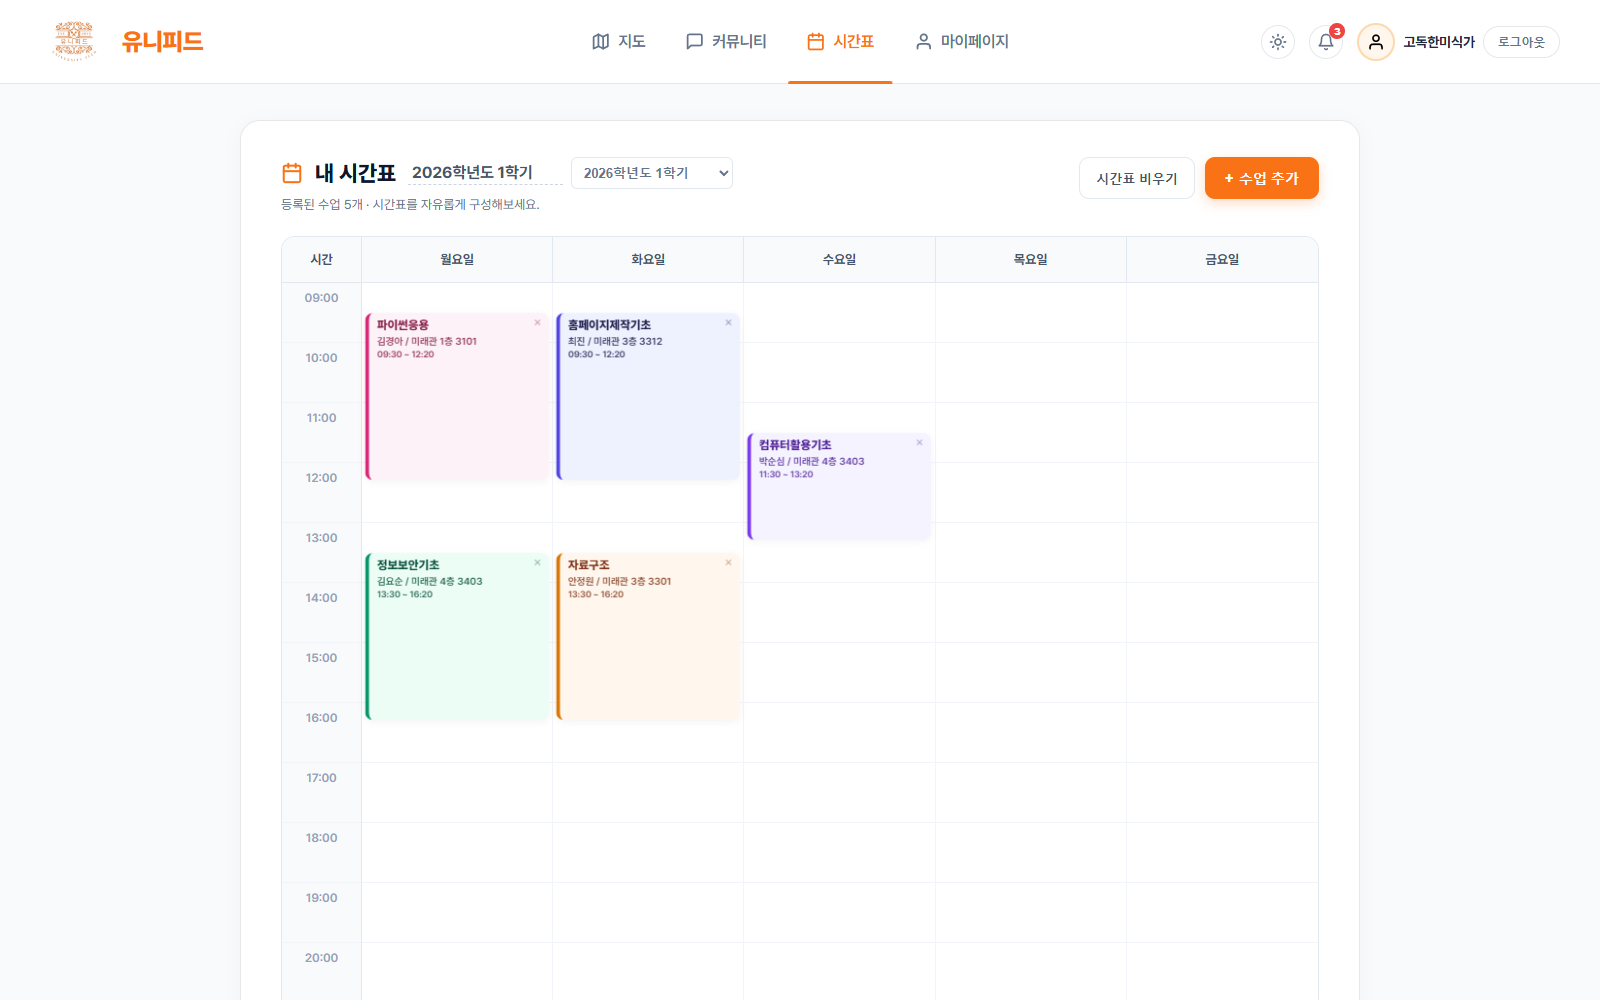 유니피드
유니피드
지도
커뮤니티
시간표
마이페이지
3
고독한미식가
로그아웃
내 시간표
2026학년도 1학기
2026학년도 1학기
시간표 비우기
+ 수업 추가
등록된 수업 5개 · 시간표를 자유롭게 구성해보세요.
시간
월요일
화요일
수요일
목요일
금요일
09:00
파이썬응용 ×
김경아 / 미래관 1층 3101
09:30 ~ 12:20
홈페이지제작기초 ×
최진 / 미래관 3층 3312
09:30 ~ 12:20
10:00
11:00
컴퓨터활용기초 ×
박순심 / 미래관 4층 3403
11:30 ~ 13:20
12:00
13:00
정보보안기초 ×
김요순 / 미래관 4층 3403
13:30 ~ 16:20
자료구조 ×
안정원 / 미래관 3층 3301
13:30 ~ 16:20
14:00
15:00
16:00
17:00
18:00
19:00
20:00